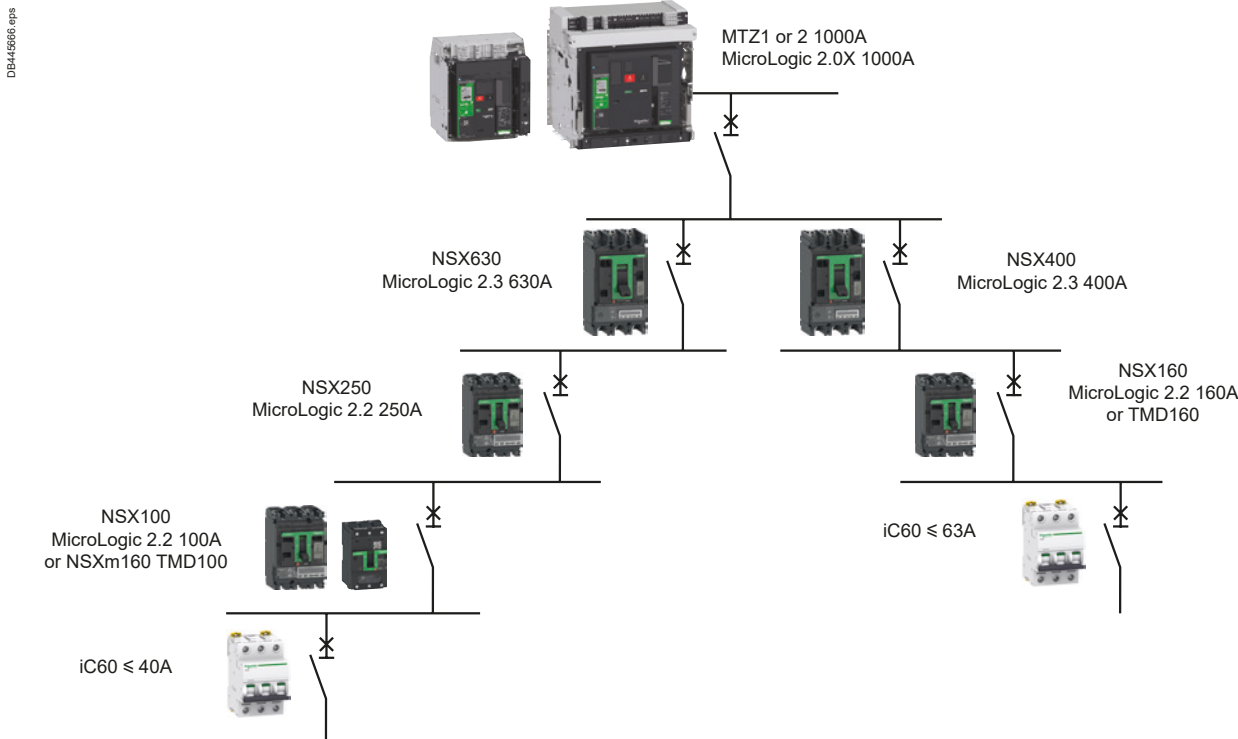 DB445666.eps
MTZ1 or 2 1000A
MicroLogic 2.0X 1000A
NSX630
MicroLogic 2.3 630A
NSX400
MicroLogic 2.3 400A
NSX250
MicroLogic 2.2 250A
NSX160
MicroLogic 2.2 160A
or TMD160
NSX100
MicroLogic 2.2 100A
or NSXm160 TMD100
iC60 ⩽ 63A
iC60 ⩽ 40A